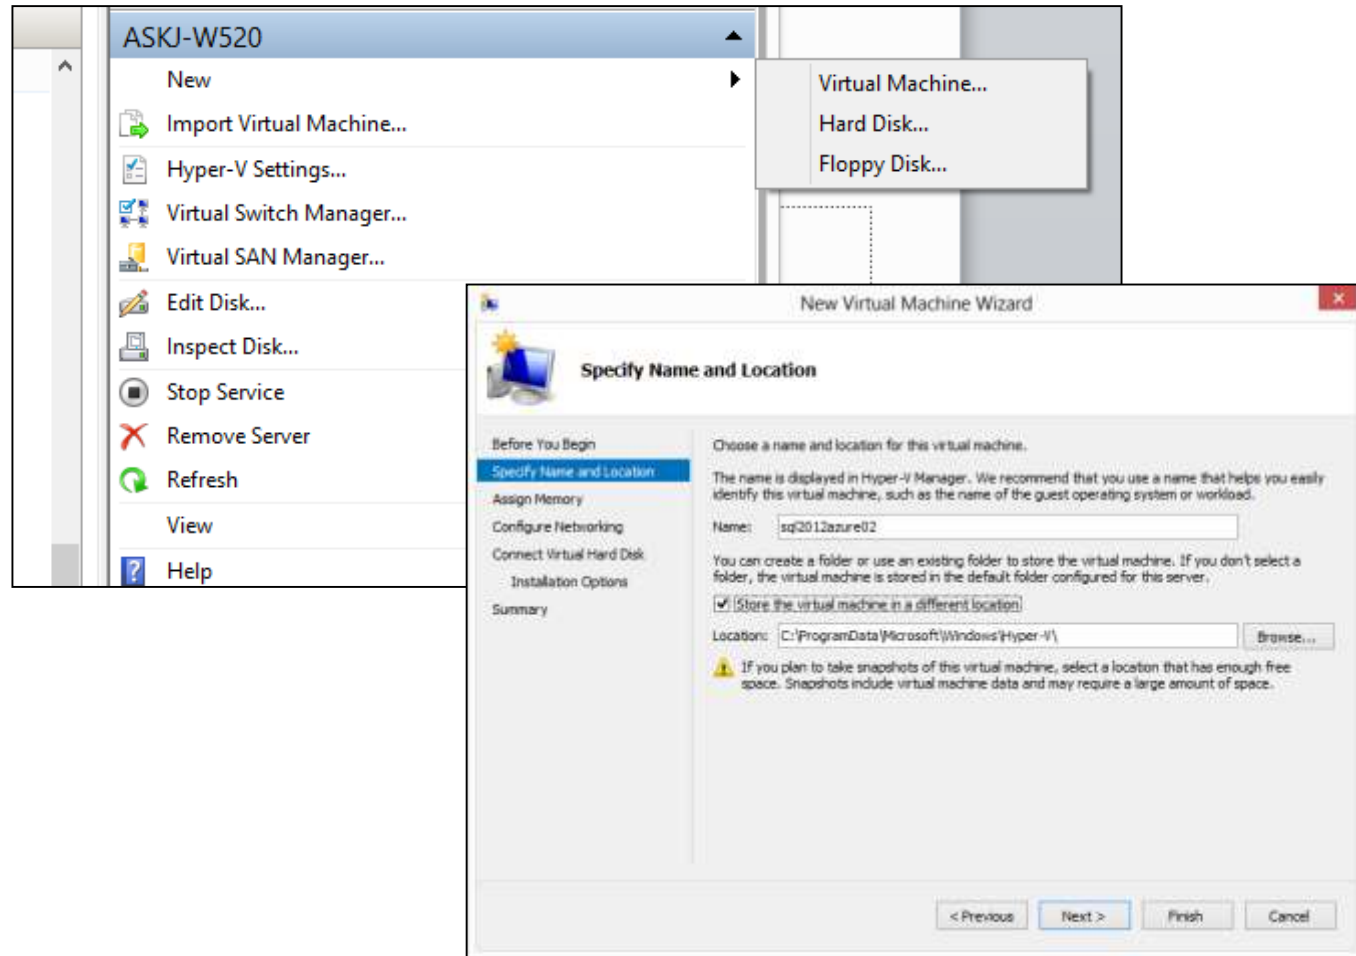 ASKJ-W520
New
Import Virtual Machine...
Hyper-V Settings...
Virtual Switch Manager...
Virtual SAN Manager...
Edit Disk...
Inspect Disk...
Stop Service
Remove Server
Refresh
View
Help
Virtual Machine...
Hard Disk...
Floppy Disk...
New Virtual Machine Wizard
Specify Name and Location
Before You Begin
Specify Name and Location
Assign Memory
Configure Networking
Connect Virtual Hard Disk
Installation Options
Summary
Choose a name and location for this virtual machine.
The name is displayed in Hyper-V Manager. We recommend that you use a name that helps you easily
identify this virtual machine, such as the name of the guest operating system or workload.
Name: sql2012azure02
You can create a folder or use an existing folder to store the virtual machine. If you don't select a
folder, the virtual machine is stored in the default folder configured for this server.
Store the virtual machine in a different location
Location: C:\ProgramData\Microsoft\Windows\Hyper-V\ Browse...
If you plan to take snapshots of this virtual machine, select a location that has enough free
space. Snapshots include virtual machine data and may require a large amount of space.
< Previous Next > Finish Cancel